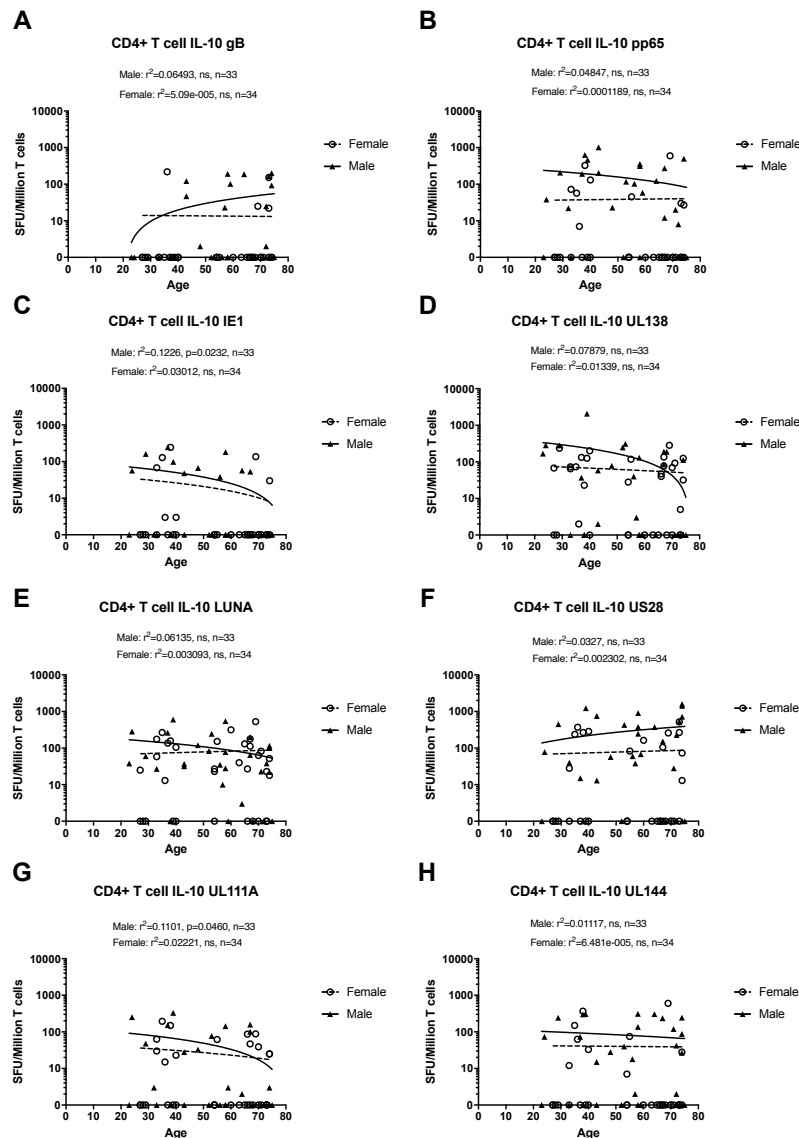 A
CD4+ T cell IL-10 gB
Male: r²=0.06493, ns, n=33
Female: r²=5.09e-005, ns, n=34
SFU/Million T cells
10000
1000
100
10
0
0 10 20 30 40 50 60 70 80
Age
Female
Male
B
CD4+ T cell IL-10 pp65
Male: r²=0.04847, ns, n=33
Female: r²=0.0001189, ns, n=34
SFU/Million T cells
10000
1000
100
10
0
0 10 20 30 40 50 60 70 80
Age
Female
Male
C
CD4+ T cell IL-10 IE1
Male: r²=0.1226, p=0.0232, n=33
Female: r²=0.03012, ns, n=34
SFU/Million T cells
10000
1000
100
10
0
0 10 20 30 40 50 60 70 80
Age
Female
Male
D
CD4+ T cell IL-10 UL138
Male: r²=0.07879, ns, n=33
Female: r²=0.01339, ns, n=34
SFU/Million T cells
10000
1000
100
10
0
0 10 20 30 40 50 60 70 80
Age
Female
Male
E
CD4+ T cell IL-10 LUNA
Male: r²=0.06135, ns, n=33
Female: r²=0.003093, ns, n=34
SFU/Million T cells
10000
1000
100
10
0
0 10 20 30 40 50 60 70 80
Age
Female
Male
F
CD4+ T cell IL-10 US28
Male: r²=0.0327, ns, n=33
Female: r²=0.002302, ns, n=34
SFU/Million T cells
10000
1000
100
10
0
0 10 20 30 40 50 60 70 80
Age
Female
Male
G
CD4+ T cell IL-10 UL111A
Male: r²=0.1101, p=0.0460, n=33
Female: r²=0.02221, ns, n=34
SFU/Million T cells
10000
1000
100
10
0
0 10 20 30 40 50 60 70 80
Age
Female
Male
H
CD4+ T cell IL-10 UL144
Male: r²=0.01117, ns, n=33
Female: r²=6.481e-005, ns, n=34
SFU/Million T cells
10000
1000
100
10
0
0 10 20 30 40 50 60 70 80
Age
Female
Male